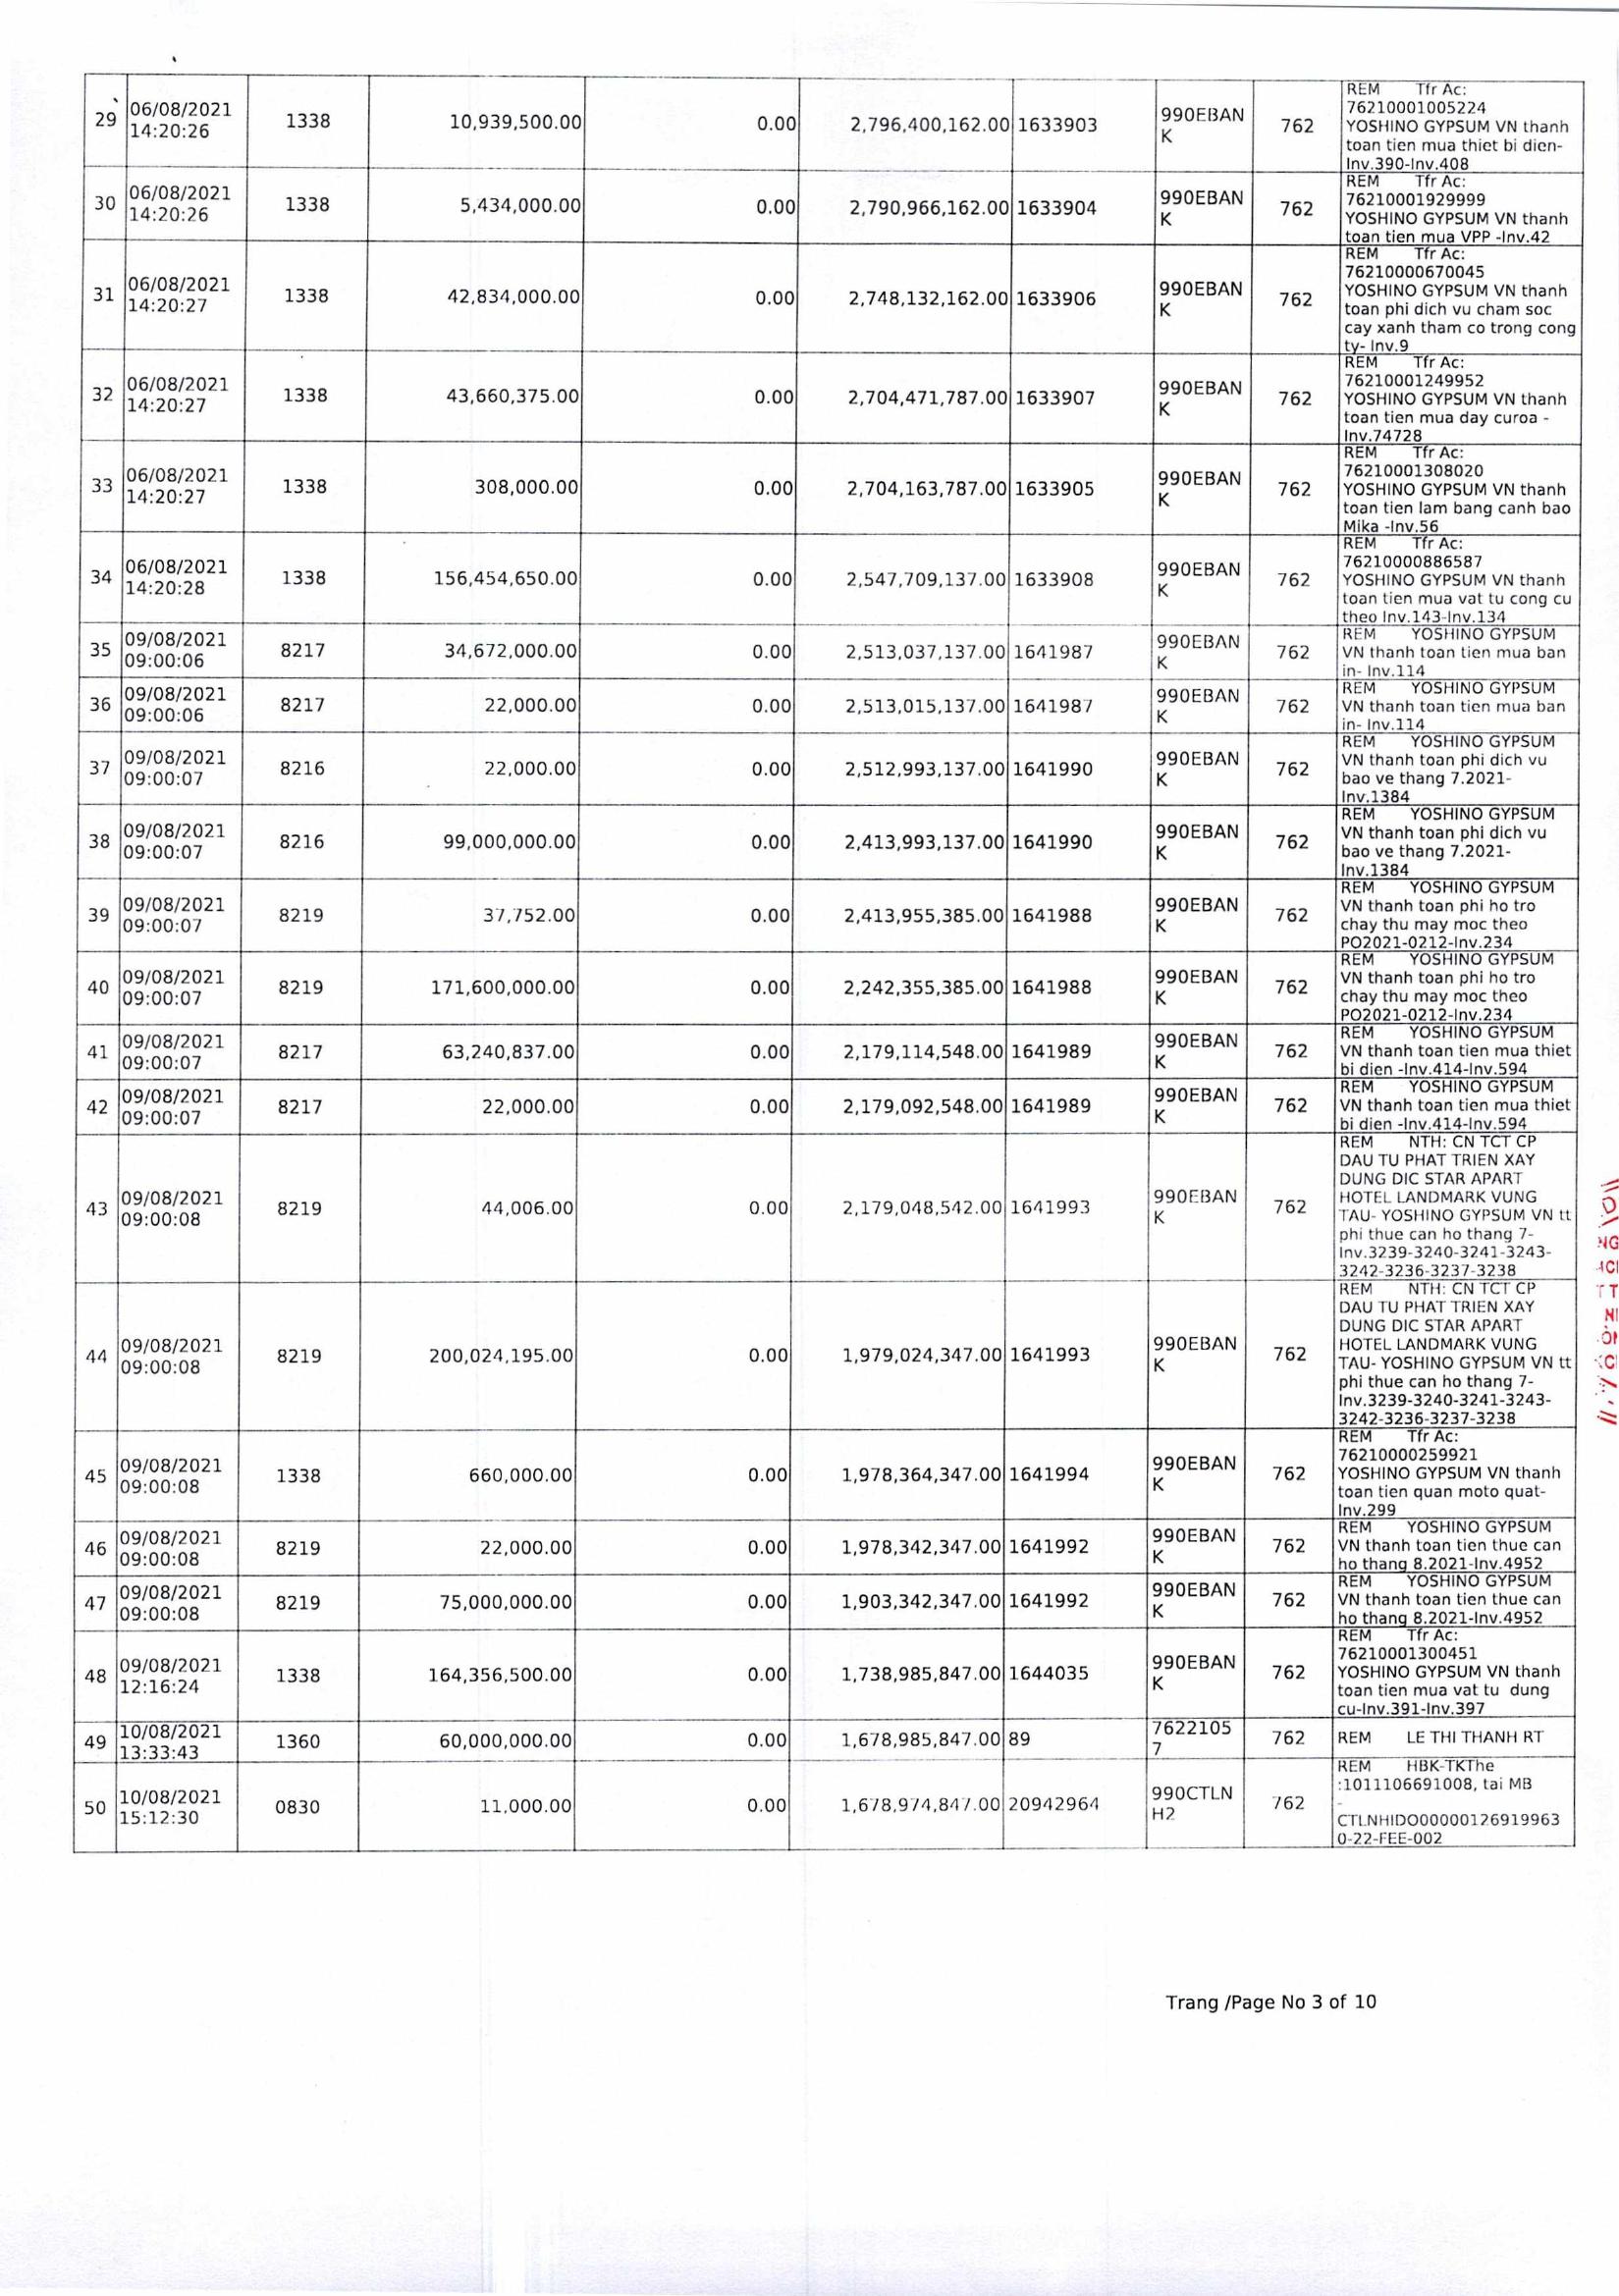 29 06/08/2021 14:20:26 1338 10,939,500.00 0.00 2,796,400,162.00 1633903 990EBAN K 762 REM Tfr Ac:
76210001005224
YOSHINO GYPSUM VN thanh
toan tien mua thiet bi dien-
Inv.390-Inv.408
30 06/08/2021 14:20:26 1338 5,434,000.00 0.00 2,790,966,162.00 1633904 990EBAN K 762 REM Tfr Ac:
76210001929999
YOSHINO GYPSUM VN thanh
toan tien mua VPP -Inv.42
31 06/08/2021 14:20:27 1338 42,834,000.00 0.00 2,748,132,162.00 1633906 990EBAN K 762 REM Tfr Ac:
76210000670045
YOSHINO GYPSUM VN thanh
toan phi dich vu cham soc
cay xanh tham co trong cong
ty- Inv.9
32 06/08/2021 14:20:27 1338 43,660,375.00 0.00 2,704,471,787.00 1633907 990EBAN K 762 REM Tfr Ac:
76210001249952
YOSHINO GYPSUM VN thanh
toan tien mua day curoa -
Inv.74728
33 06/08/2021 14:20:27 1338 308,000.00 0.00 2,704,163,787.00 1633905 990EBAN K 762 REM Tfr Ac:
76210001308020
YOSHINO GYPSUM VN thanh
toan tien lam bang canh bao
Mika -Inv.56
34 06/08/2021 14:20:28 1338 156,454,650.00 0.00 2,547,709,137.00 1633908 990EBAN K 762 REM Tfr Ac:
76210000886587
YOSHINO GYPSUM VN thanh
toan tien mua vat tu cong cu
theo Inv.143-Inv.134
35 09/08/2021 09:00:06 8217 34,672,000.00 0.00 2,513,037,137.00 1641987 990EBAN K 762 REM YOSHINO GYPSUM
VN thanh toan tien mua ban
in- Inv.114
36 09/08/2021 09:00:06 8217 22,000.00 0.00 2,513,015,137.00 1641987 990EBAN K 762 REM YOSHINO GYPSUM
VN thanh toan tien mua ban
in- Inv.114
37 09/08/2021 09:00:07 8216 22,000.00 0.00 2,512,993,137.00 1641990 990EBAN K 762 REM YOSHINO GYPSUM
VN thanh toan phi dich vu
bao ve thang 7.2021-
Inv.1384
38 09/08/2021 09:00:07 8216 99,000,000.00 0.00 2,413,993,137.00 1641990 990EBAN K 762 REM YOSHINO GYPSUM
VN thanh toan phi dich vu
bao ve thang 7.2021-
Inv.1384
39 09/08/2021 09:00:07 8219 37,752.00 0.00 2,413,955,385.00 1641988 990EBAN K 762 REM YOSHINO GYPSUM
VN thanh toan phi ho tro
chay thu may moc theo
PO2021-0212-Inv.234
40 09/08/2021 09:00:07 8219 171,600,000.00 0.00 2,242,355,385.00 1641988 990EBAN K 762 REM YOSHINO GYPSUM
VN thanh toan phi ho tro
chay thu may moc theo
PO2021-0212-Inv.234
41 09/08/2021 09:00:07 8217 63,240,837.00 0.00 2,179,114,548.00 1641989 990EBAN K 762 REM YOSHINO GYPSUM
VN thanh toan tien mua thiet
bi dien -Inv.414-Inv.594
42 09/08/2021 09:00:07 8217 22,000.00 0.00 2,179,092,548.00 1641989 990EBAN K 762 REM YOSHINO GYPSUM
VN thanh toan tien mua thiet
bi dien -Inv.414-Inv.594
43 09/08/2021 09:00:08 8219 44,006.00 0.00 2,179,048,542.00 1641993 990EBAN K 762 REM NTH: CN TCT CP
DAU TU PHAT TRIEN XAY
DUNG DIC STAR APART
HOTEL LANDMARK VUNG
TAU- YOSHINO GYPSUM VN tt
phi thue can ho thang 7-
Inv.3239-3240-3241-3243-
3242-3236-3237-3238
44 09/08/2021 09:00:08 8219 200,024,195.00 0.00 1,979,024,347.00 1641993 990EBAN K 762 REM NTH: CN TCT CP
DAU TU PHAT TRIEN XAY
DUNG DIC STAR APART
HOTEL LANDMARK VUNG
TAU- YOSHINO GYPSUM VN tt
phi thue can ho thang 7-
Inv.3239-3240-3241-3243-
3242-3236-3237-3238
45 09/08/2021 09:00:08 1338 660,000.00 0.00 1,978,364,347.00 1641994 990EBAN K 762 REM Tfr Ac:
76210000259921
YOSHINO GYPSUM VN thanh
toan tien quan moto quat-
Inv.299
46 09/08/2021 09:00:08 8219 22,000.00 0.00 1,978,342,347.00 1641992 990EBAN K 762 REM YOSHINO GYPSUM
VN thanh toan tien thue can
ho thang 8.2021-Inv.4952
47 09/08/2021 09:00:08 8219 75,000,000.00 0.00 1,903,342,347.00 1641992 990EBAN K 762 REM YOSHINO GYPSUM
VN thanh toan tien thue can
ho thang 8.2021-Inv.4952
48 09/08/2021 12:16:24 1338 164,356,500.00 0.00 1,738,985,847.00 1644035 990EBAN K 762 REM Tfr Ac:
76210001300451
YOSHINO GYPSUM VN thanh
toan tien mua vat tu dung
cu-Inv.391-Inv.397
49 10/08/2021 13:33:43 1360 60,000,000.00 0.00 1,678,985,847.00 89 7622105 7 762 REM LE THI THANH RT
50 10/08/2021 15:12:30 0830 11,000.00 0.00 1,678,974,847.00 20942964 990CTLN H2 762 REM HBK-TKThe
:1011106691008, tai MB
-
CTLNHIDO00000126919963
0-22-FEE-002
Trang /Page No 3 of 10